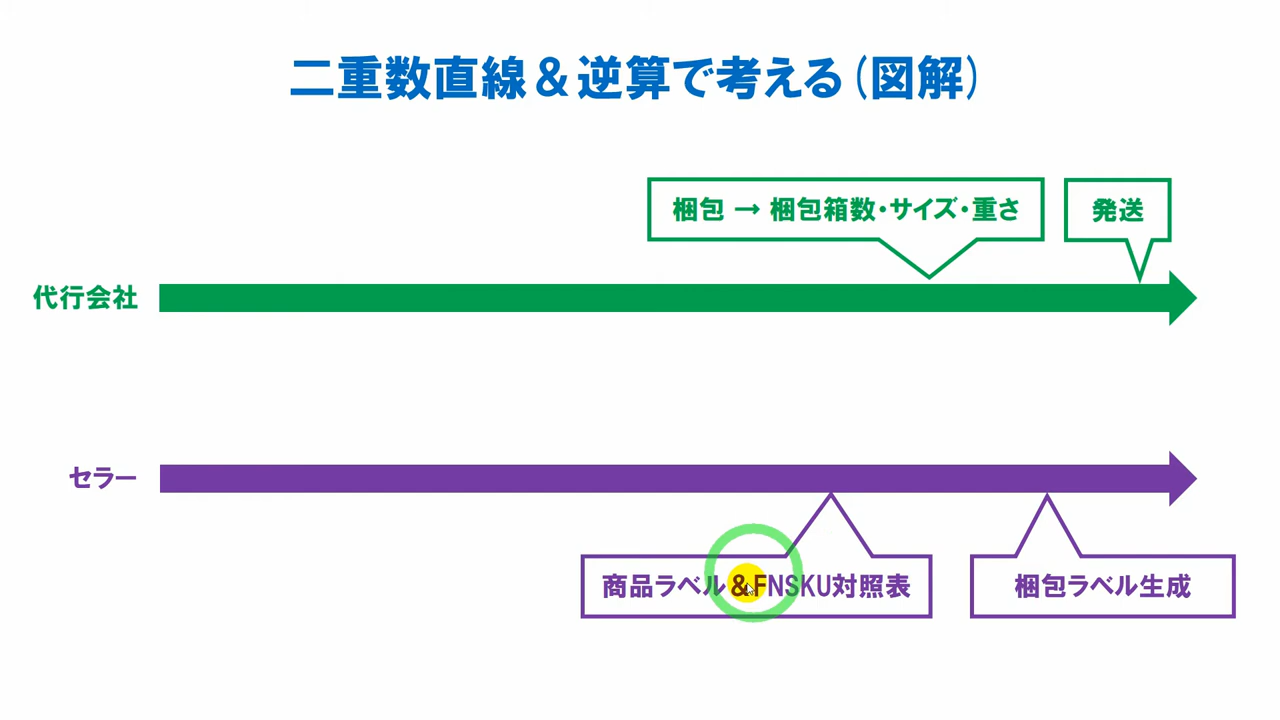 二重数直線＆逆算で考える(図解)
梱包 → 梱包箱数・サイズ・重さ
発送
代行会社
セラー
商品ラベル＆FNSKU対照表
梱包ラベル生成